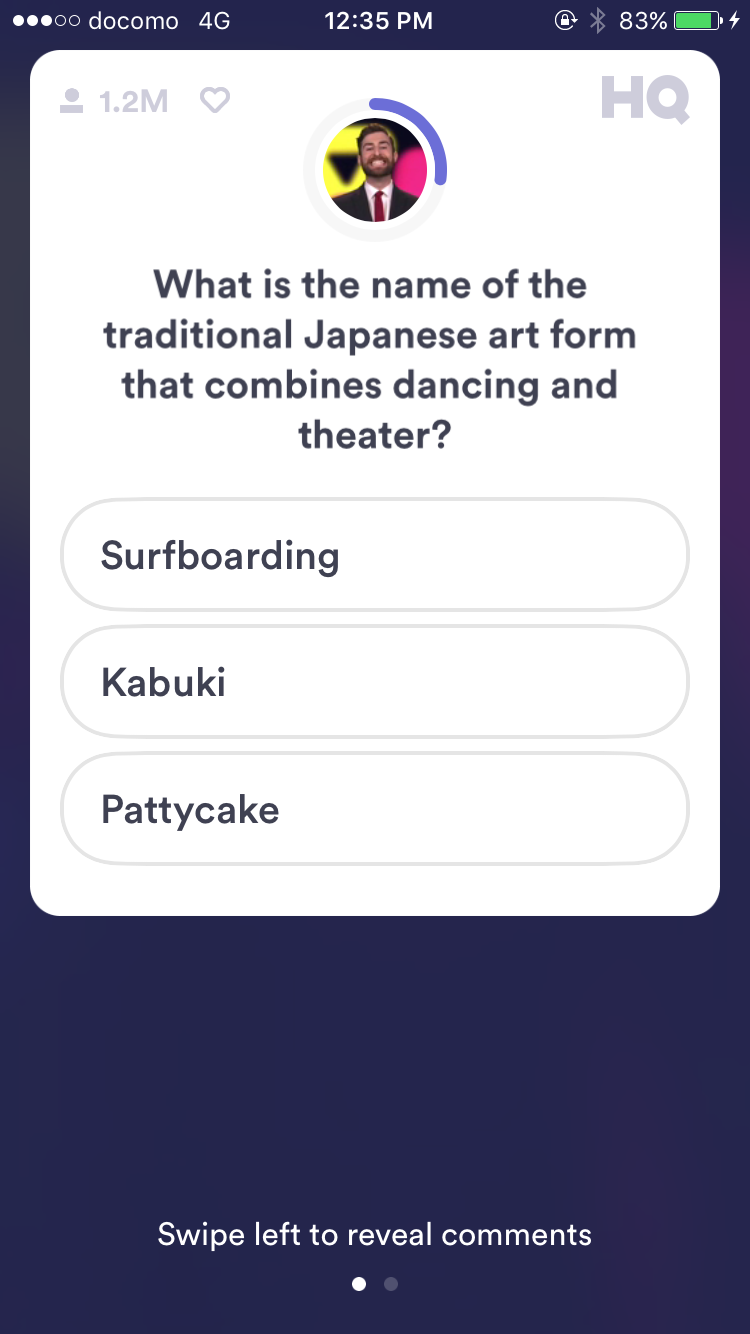 docomo 4G 12:35 PM 83%
1.2M HQ
What is the name of the
traditional Japanese art form
that combines dancing and
theater?
Surfboarding
Kabuki
Pattycake
Swipe left to reveal comments